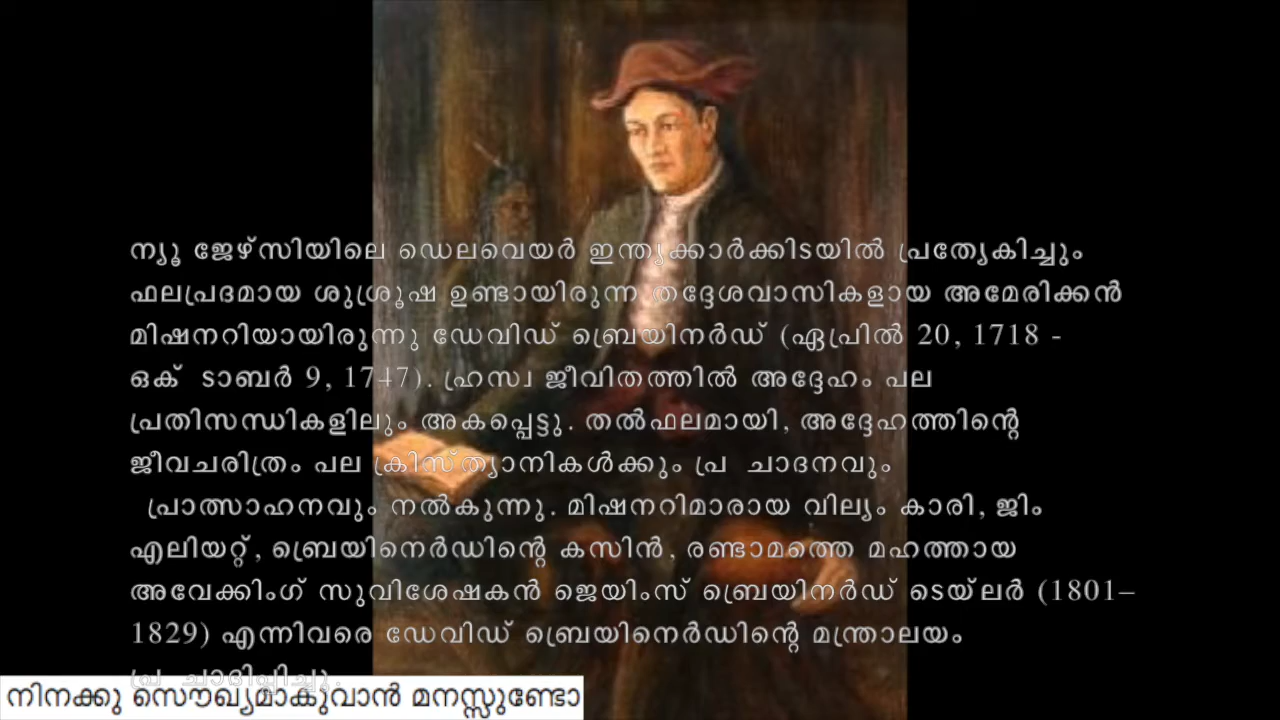 ന്യൂ ജേഴ്സിയിലെ ഡെലവെയർ ഇന്ത്യക്കാർക്കിടയിൽ പ്രത്യേകിച്ചും
ഫലപ്രദമായ ശുശ്രൂഷ ഉണ്ടായിരുന്ന തദ്ദേശവാസികളായ അമേരിക്കൻ
മിഷനറിയായിരുന്നു ഡേവിഡ് ബ്രെയിനർഡ് (ഏപ്രിൽ 20, 1718 -
ഒക് ടാബർ 9, 1747). ഹ്രസ്വ ജീവിതത്തിൽ അദ്ദേഹം പല
പ്രതിസന്ധികളിലും അകപ്പെട്ടു. തൽഫലമായി, അദ്ദേഹത്തിന്റെ
ജീവചരിത്രം പല ക്രിസ്ത്യാനികൾക്കും പ്ര ചാദനവും
പ്രാത്സാഹനവും നൽകുന്നു. മിഷനറിമാരായ വില്യം കാരി, ജിം
എലിയറ്റ്, ബ്രെയിനെർഡിന്റെ കസിൻ, രണ്ടാമത്തെ മഹത്തായ
അവേക്കിംഗ് സുവിശേഷകൻ ജെയിംസ് ബ്രെയിനർഡ് ടെയ്ലർ (1801–
1829) എന്നിവരെ ഡേവിഡ് ബ്രെയിനെർഡിന്റെ മന്ത്രാലയം
പ്ര ചാദിപ്പിച്ചു.
നിനക്കു സൌഖ്യമാകുവാൻ മനസ്സുണ്ടോ